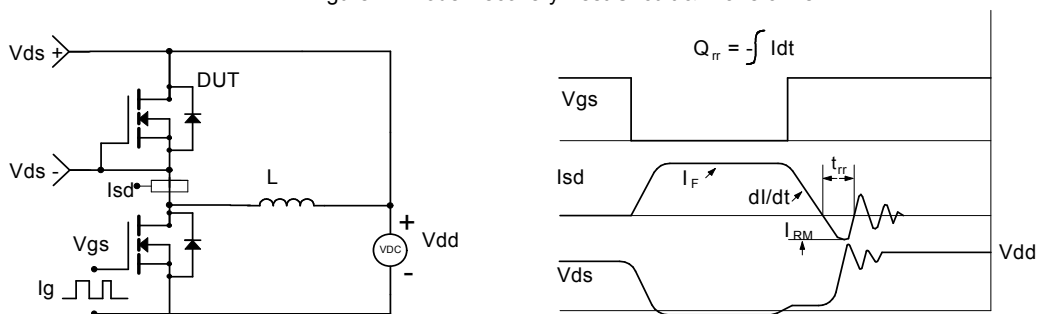 Vds +
DUT
Vds -
Isd
L
Vgs
Ig
+
VDC
-
Vdd
Qrr = -∫ Idt
Vgs
Isd
IF
trr
dI/dt
IRM
Vds
Vdd